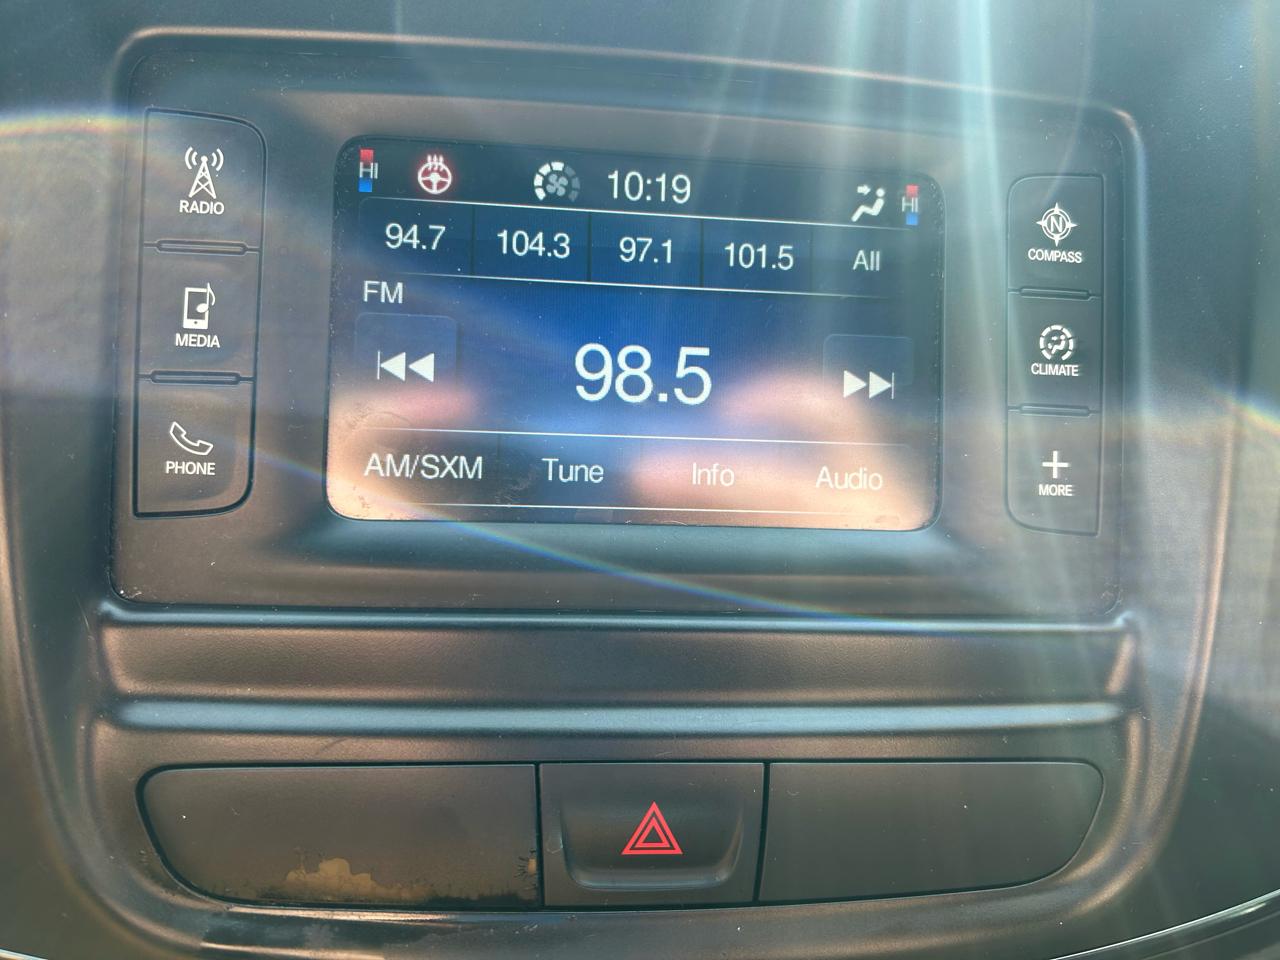 HI 10:19 HI
94.7 104.3 97.1 101.5 All
FM
98.5
AM/SXM Tune Info Audio
RADIO
MEDIA
PHONE
N
COMPASS
CLIMATE
MORE